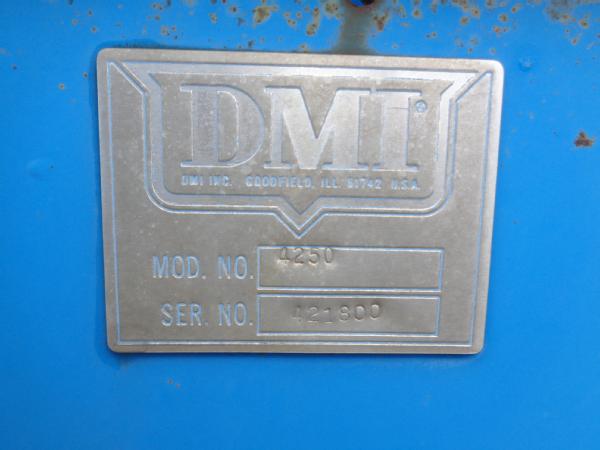 DMI®
DMI INC. GOODFIELD, ILL. 61742 U.S.A.
MOD. NO. 4250
SER. NO. 421800